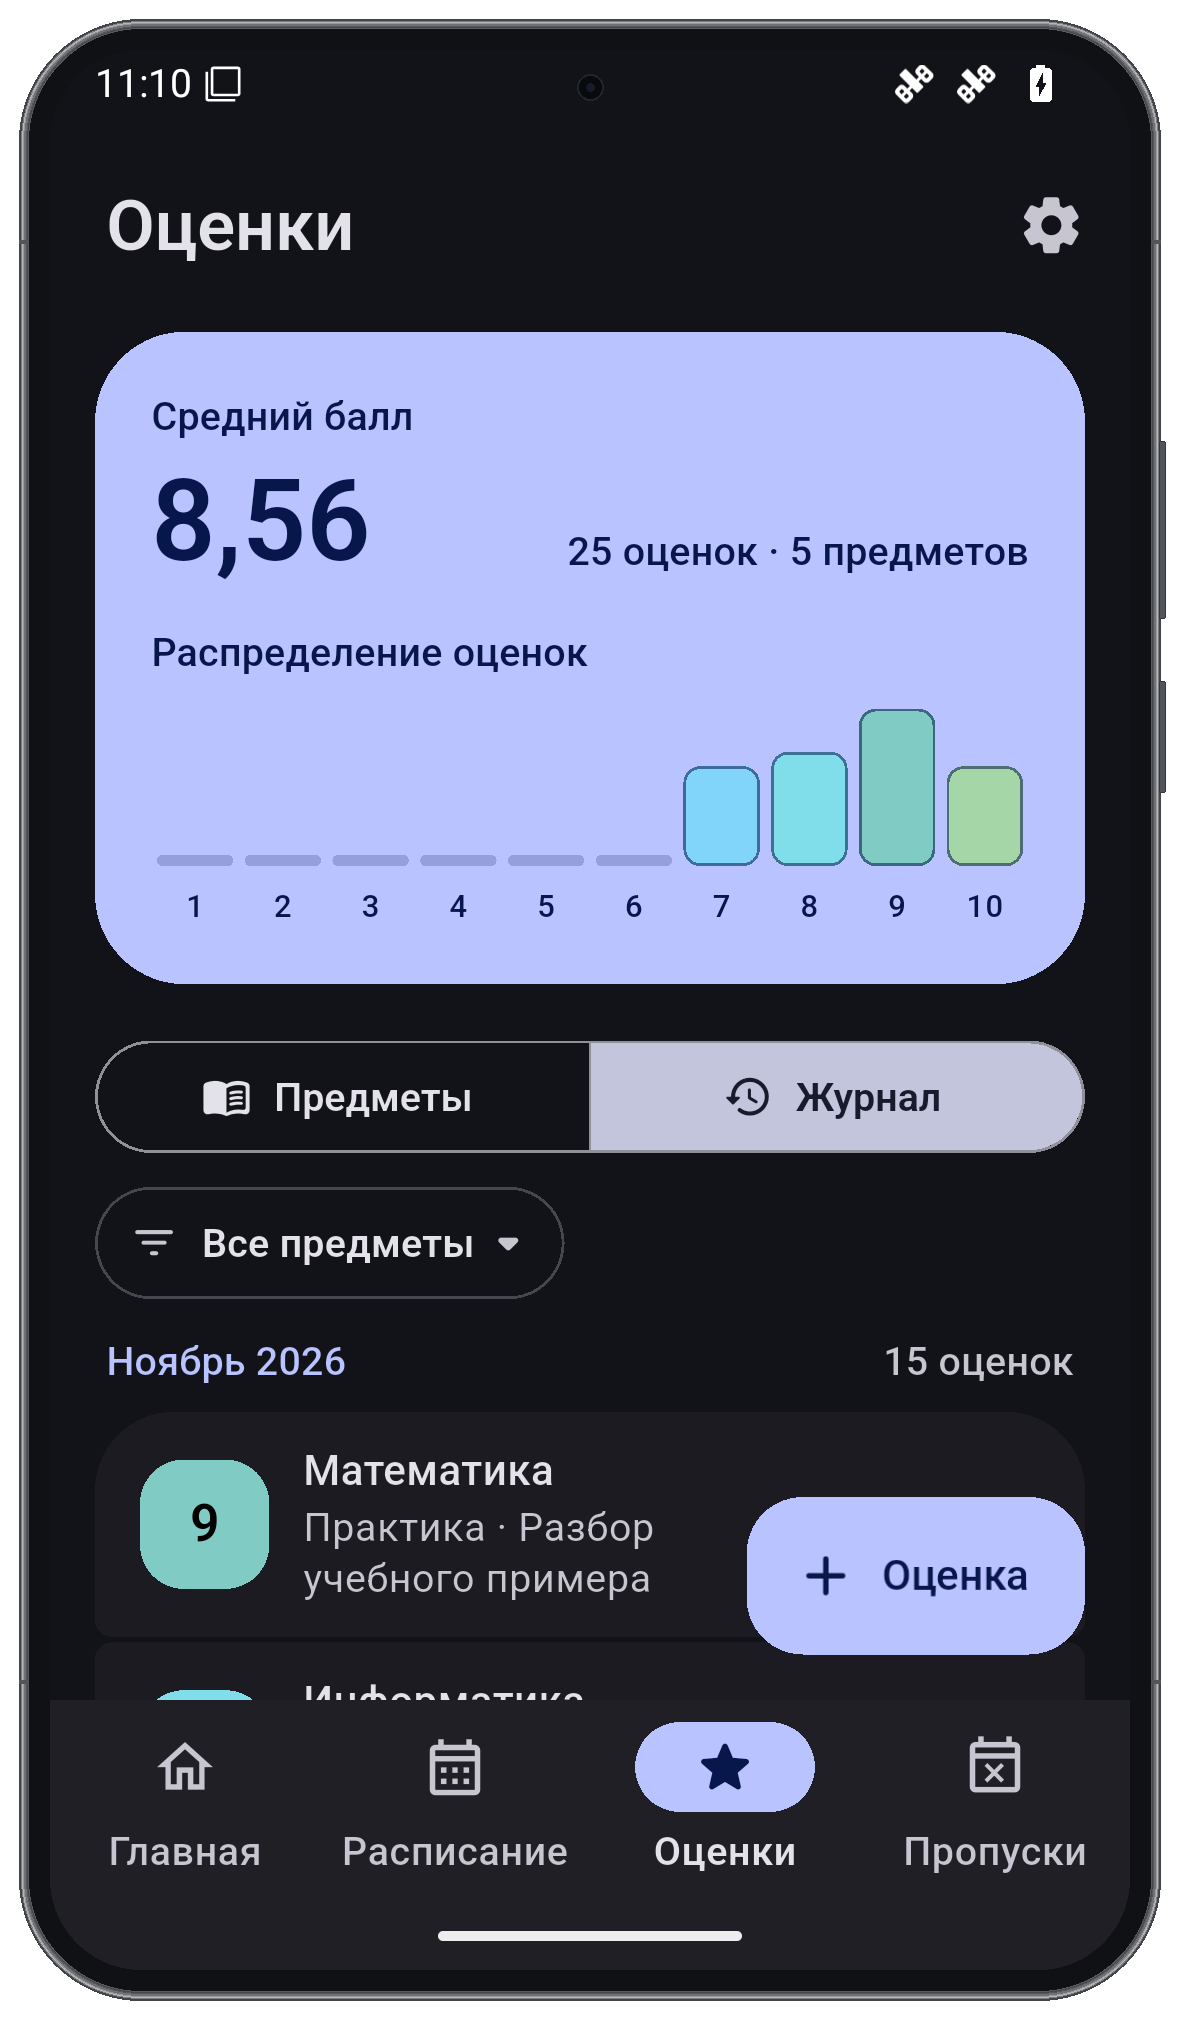 11:10
Оценки
Средний балл
8,56
25 оценок · 5 предметов
Распределение оценок
1 2 3 4 5 6 7 8 9 10
Предметы
Журнал
Все предметы
Ноябрь 2026
15 оценок
9
Математика
Практика · Разбор
учебного примера
Оценка
Информатика
Главная
Расписание
Оценки
Пропуски